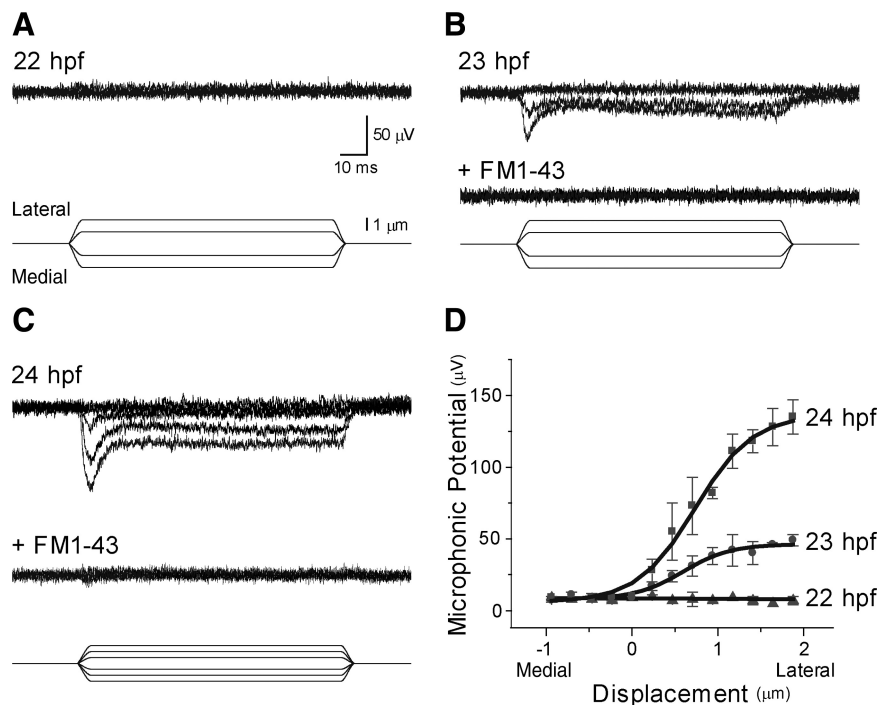 A
22 hpf
50 μV
10 ms
Lateral
1 μm
Medial
B
23 hpf
+ FM1-43
C
24 hpf
+ FM1-43
D
Microphonic Potential (μV)
150
100
50
0
24 hpf
23 hpf
22 hpf
-1 0 1 2
Medial Lateral
Displacement (μm)